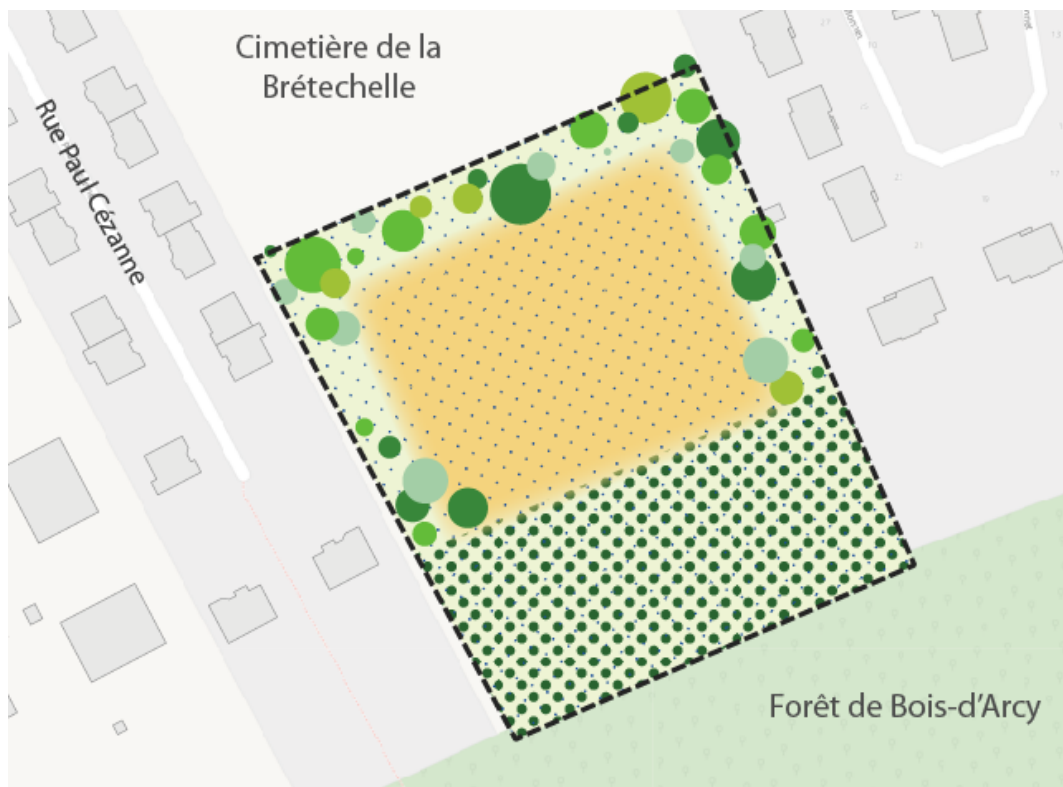 Cimetière de la
Brétechelle
Rue Paul Cézanne
Forêt de Bois-d'Arcy